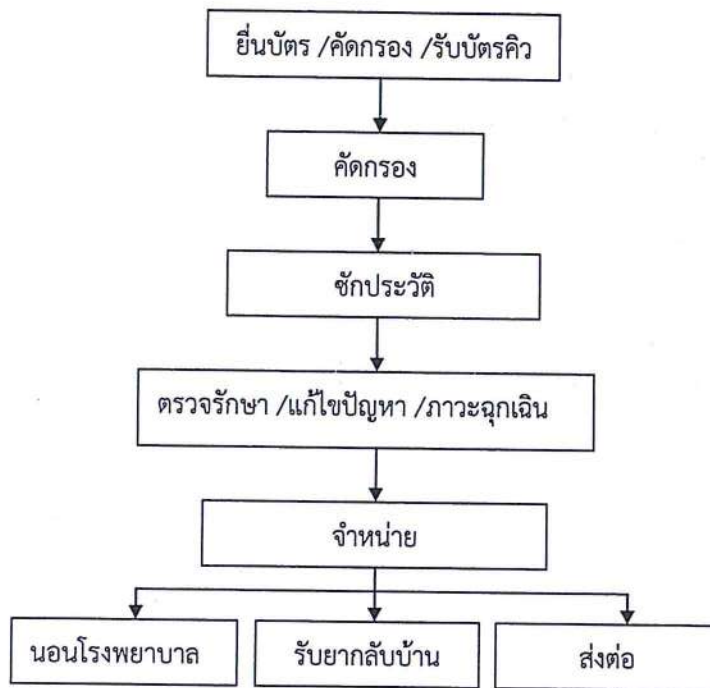 ยื่นบัตร /คัดกรอง /รับบัตรคิว
คัดกรอง
ซักประวัติ
ตรวจรักษา /แก้ไขปัญหา /ภาวะฉุกเฉิน
จำหน่าย
นอนโรงพยาบาล
รับยากลับบ้าน
ส่งต่อ